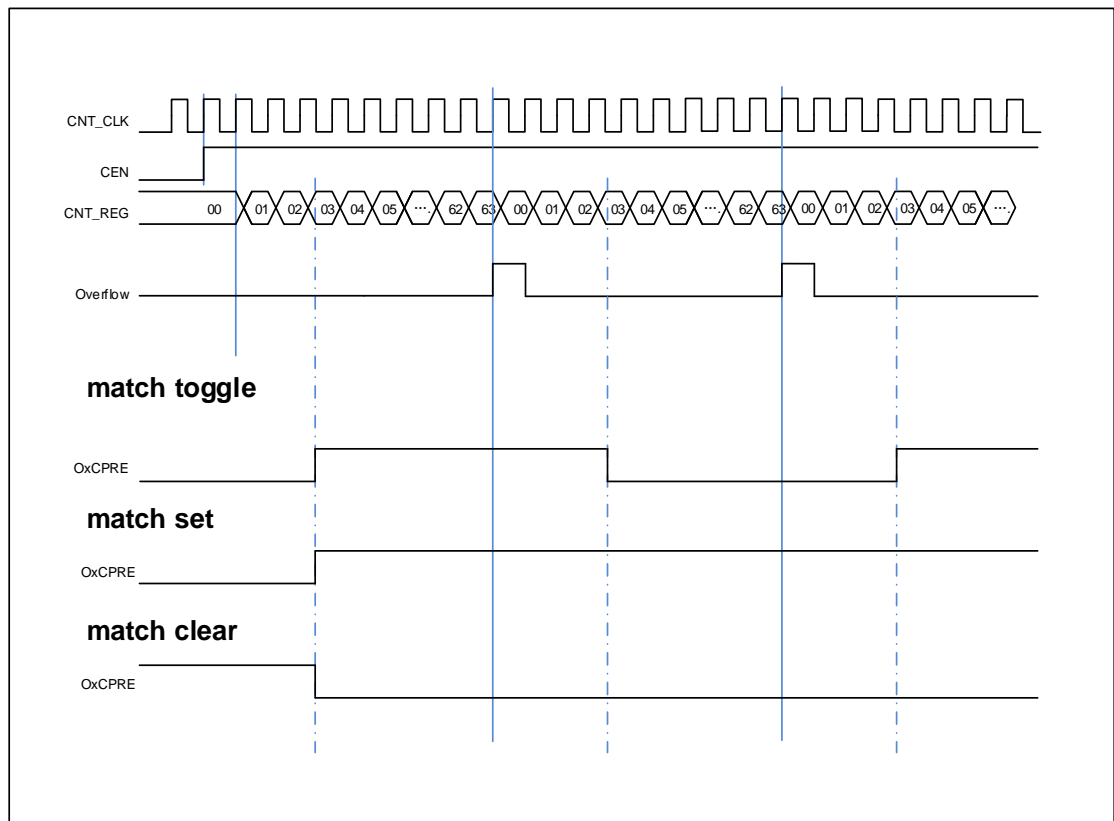 CNT_CLK
CEN
CNT_REG 00 01 02 03 04 05 ... 62 63 00 01 02 03 04 05 ... 62 63 00 01 02 03 04 05 ...
Overflow
match toggle
OxCPRE
match set
OxCPRE
match clear
OxCPRE